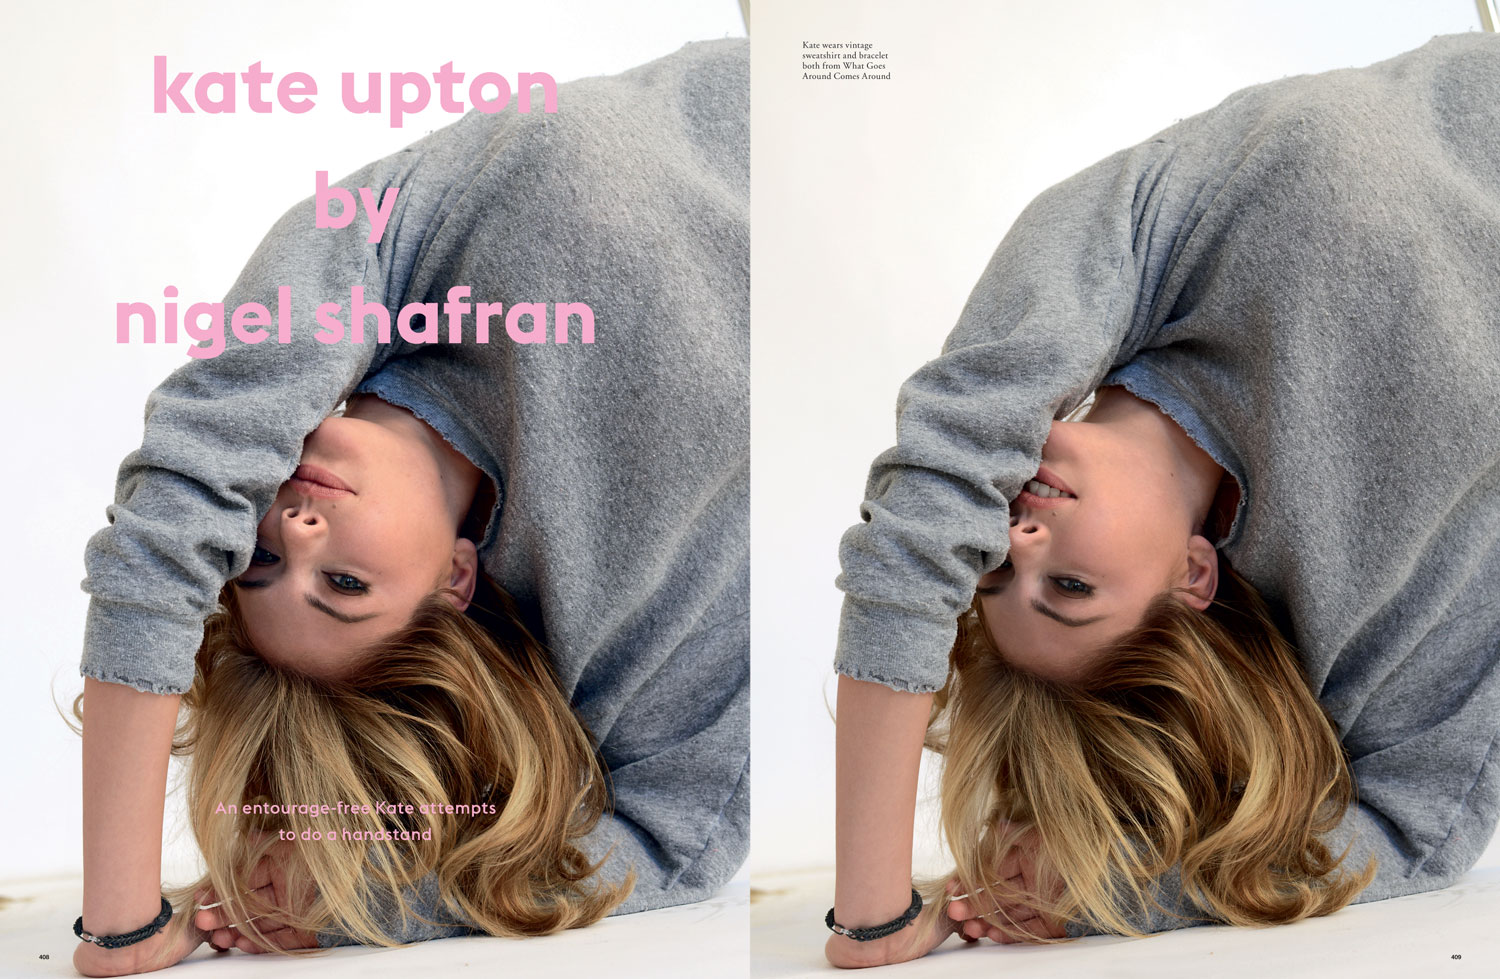 kate upton
by
nigel shafran
An entourage-free Kate attempts
to do a handstand
408
Kate wears vintage
sweatshirt and bracelet
both from What Goes
Around Comes Around
409